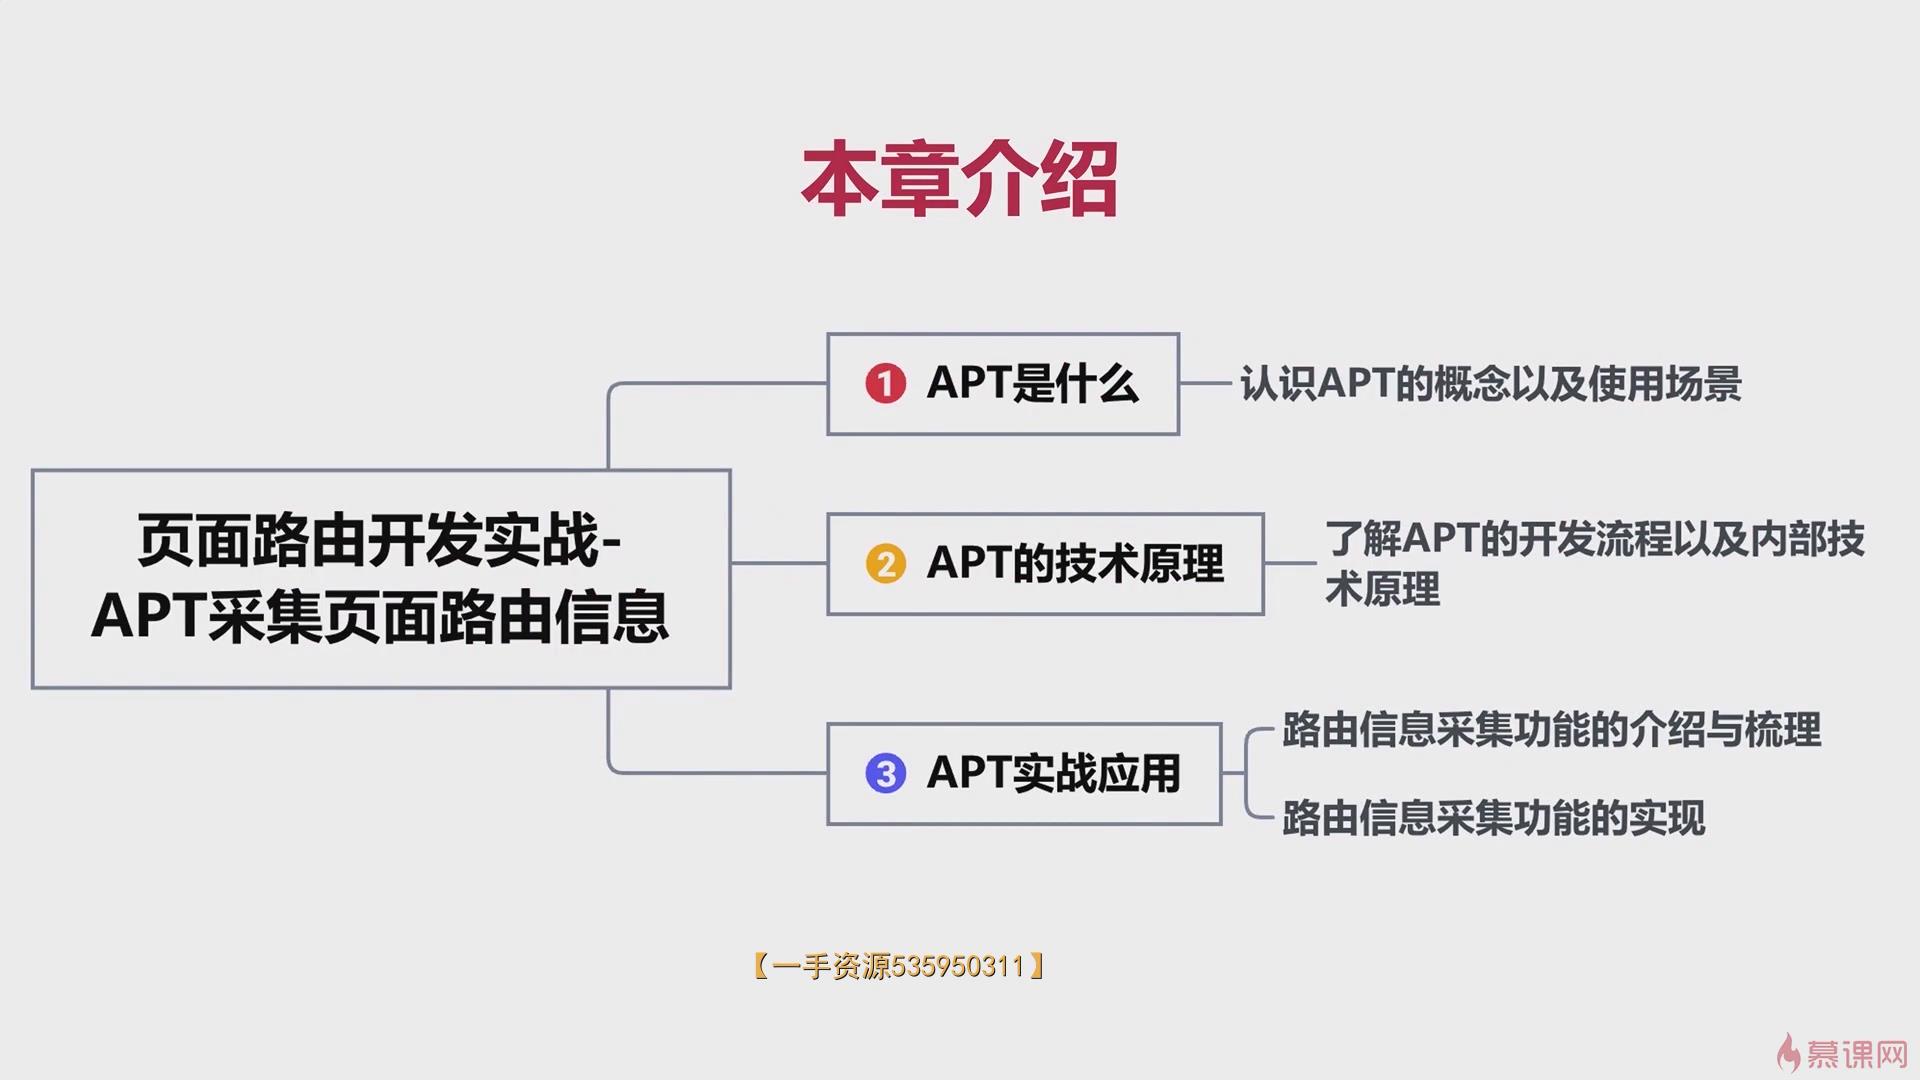 本章介绍
页面路由开发实战-
APT采集页面路由信息
1 APT是什么
认识APT的概念以及使用场景
2 APT的技术原理
了解APT的开发流程以及内部技
术原理
3 APT实战应用
路由信息采集功能的介绍与梳理
路由信息采集功能的实现
【一手资源535950311】
慕课网